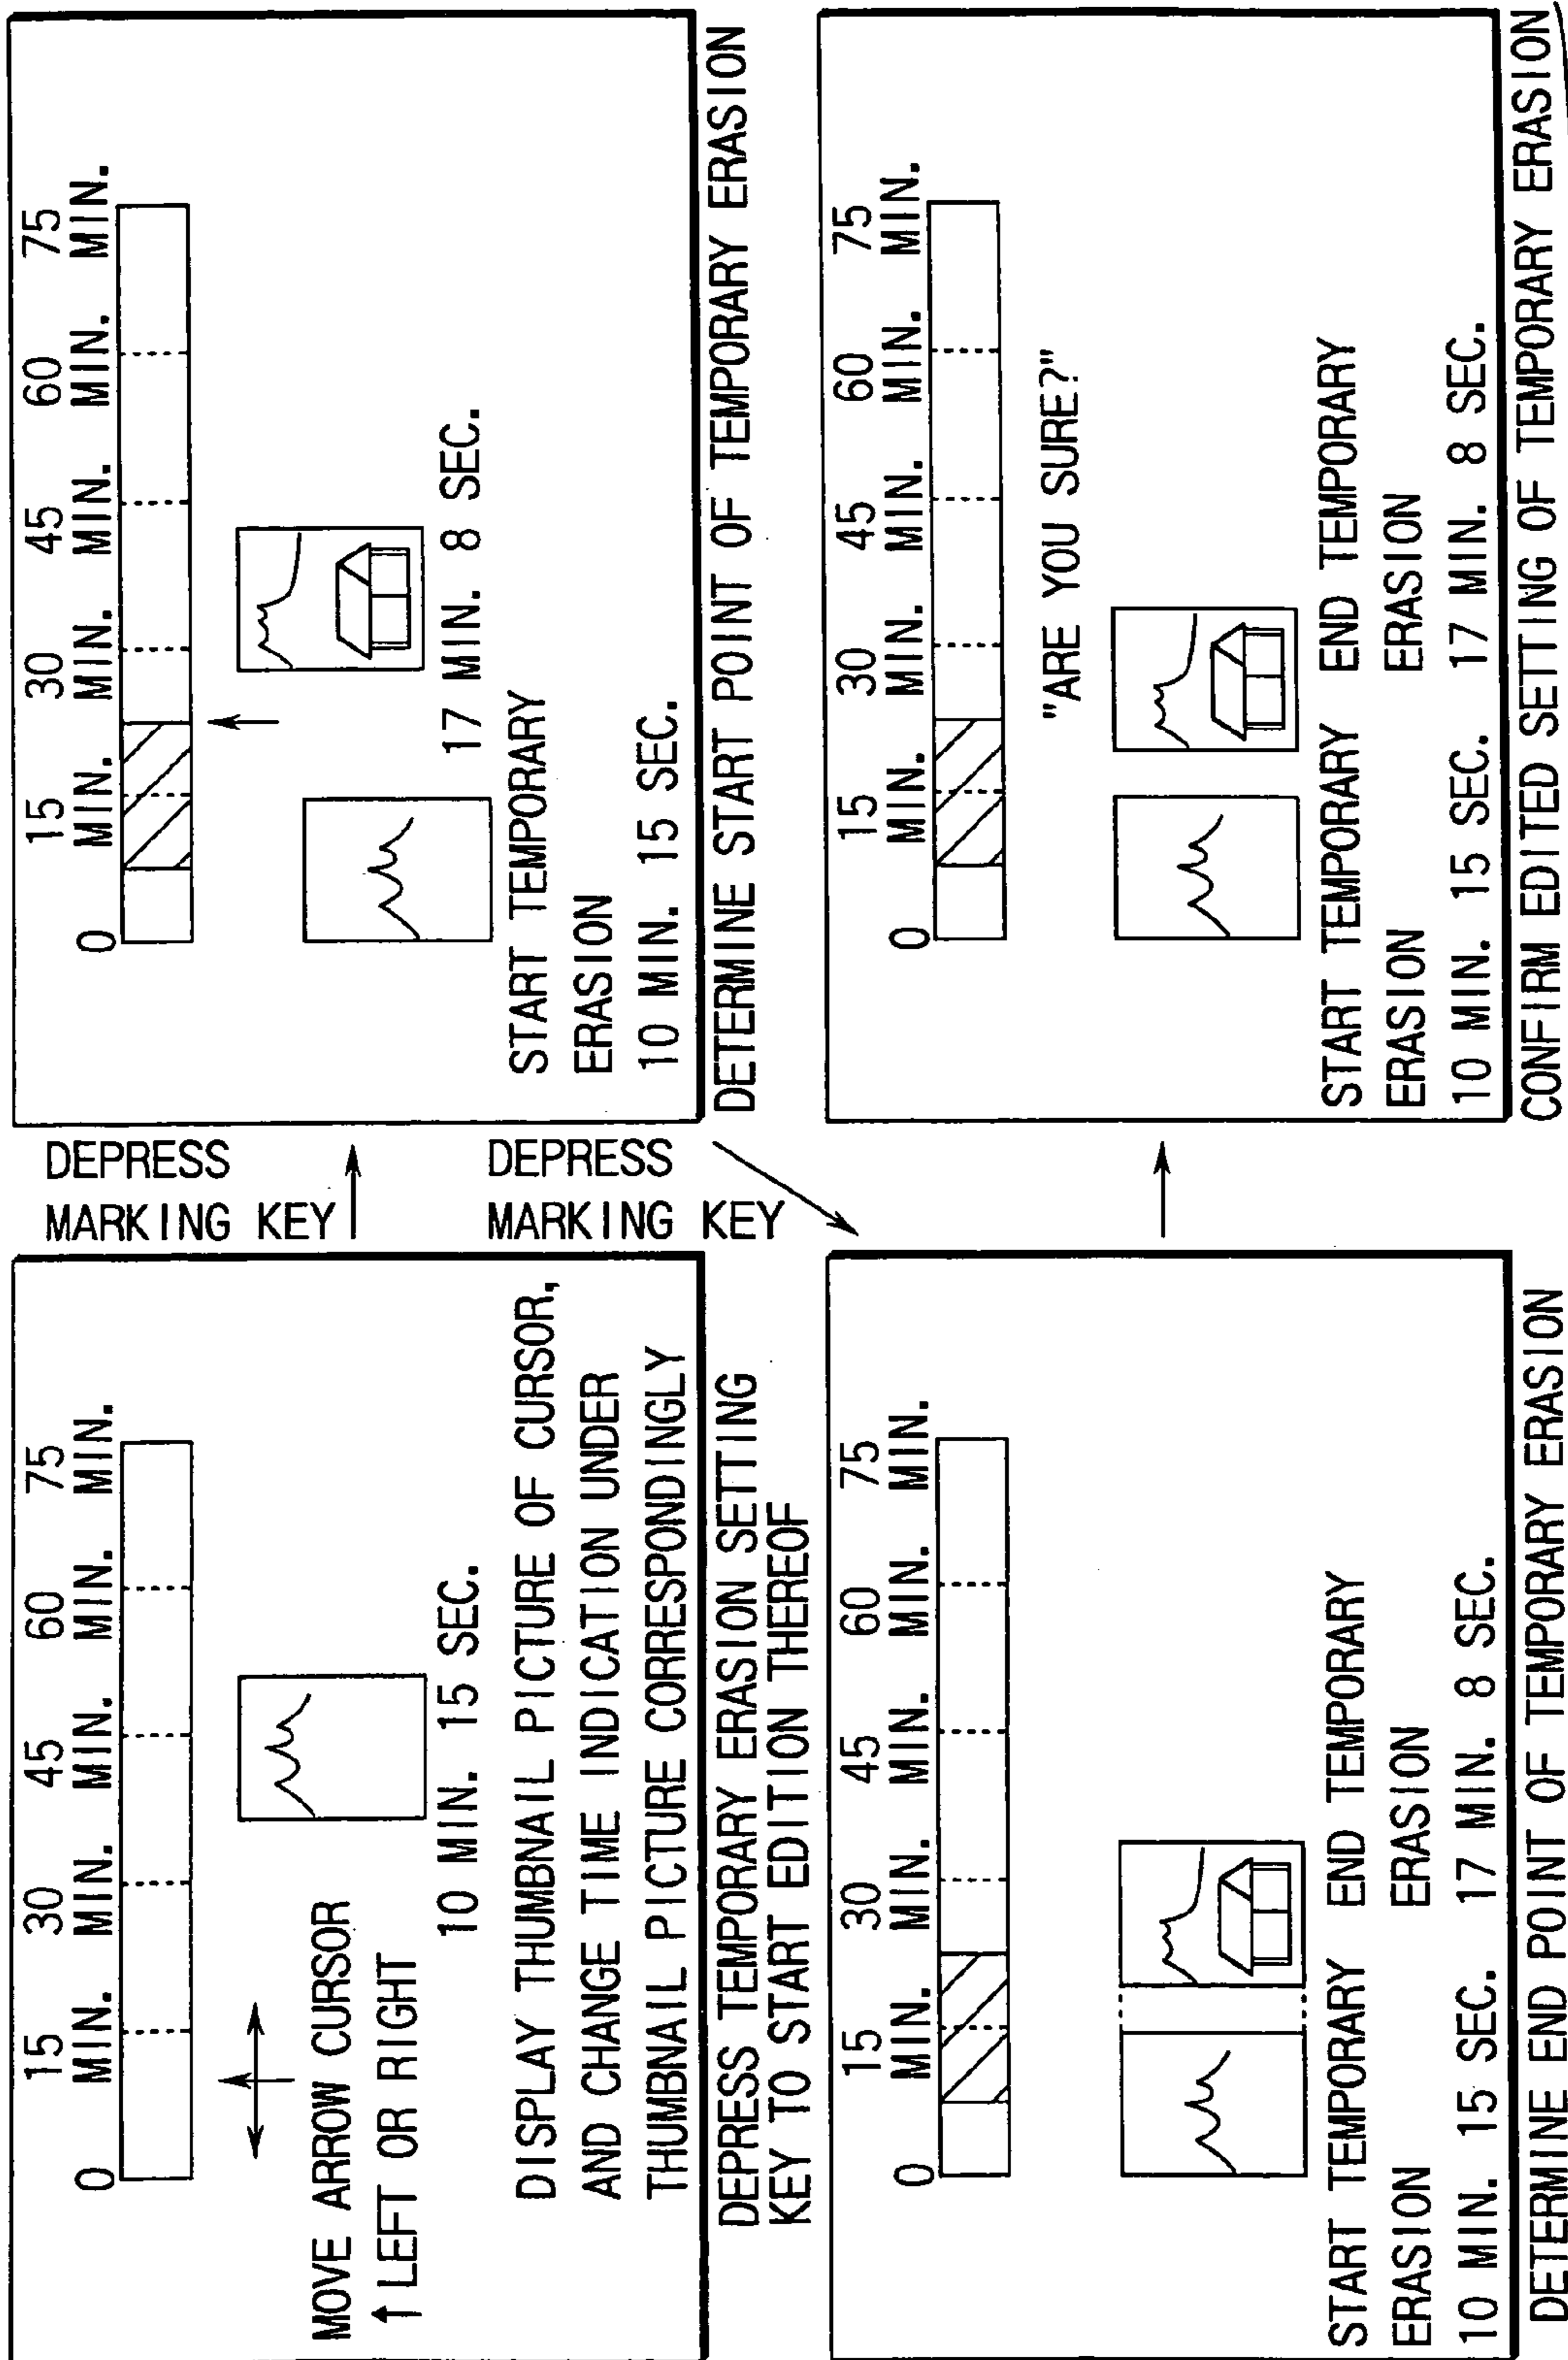 0 15 30 45 60 75
MIN. MIN. MIN. MIN. MIN.
MOVE ARROW CURSOR
↑ LEFT OR RIGHT
10 MIN. 15 SEC.
DISPLAY THUMBNAIL PICTURE OF CURSOR,
AND CHANGE TIME INDICATION UNDER
THUMBNAIL PICTURE CORRESPONDINGLY
DEPRESS TEMPORARY ERASION SETTING
KEY TO START EDITION THEREOF
DEPRESS
MARKING KEY
0 15 30 45 60 75
MIN. MIN. MIN. MIN. MIN.
17 MIN. 8 SEC.
START TEMPORARY
ERASION
10 MIN. 15 SEC.
DETERMINE START POINT OF TEMPORARY ERASION
DEPRESS
MARKING KEY
0 15 30 45 60 75
MIN. MIN. MIN. MIN. MIN.
START TEMPORARY END TEMPORARY
ERASION ERASION
10 MIN. 15 SEC. 17 MIN. 8 SEC.
DETERMINE END POINT OF TEMPORARY ERASION
0 15 30 45 60 75
MIN. MIN. MIN. MIN. MIN.
"ARE YOU SURE?"
START TEMPORARY END TEMPORARY
ERASION ERASION
10 MIN. 15 SEC. 17 MIN. 8 SEC.
CONFIRM EDITED SETTING OF TEMPORARY ERASION